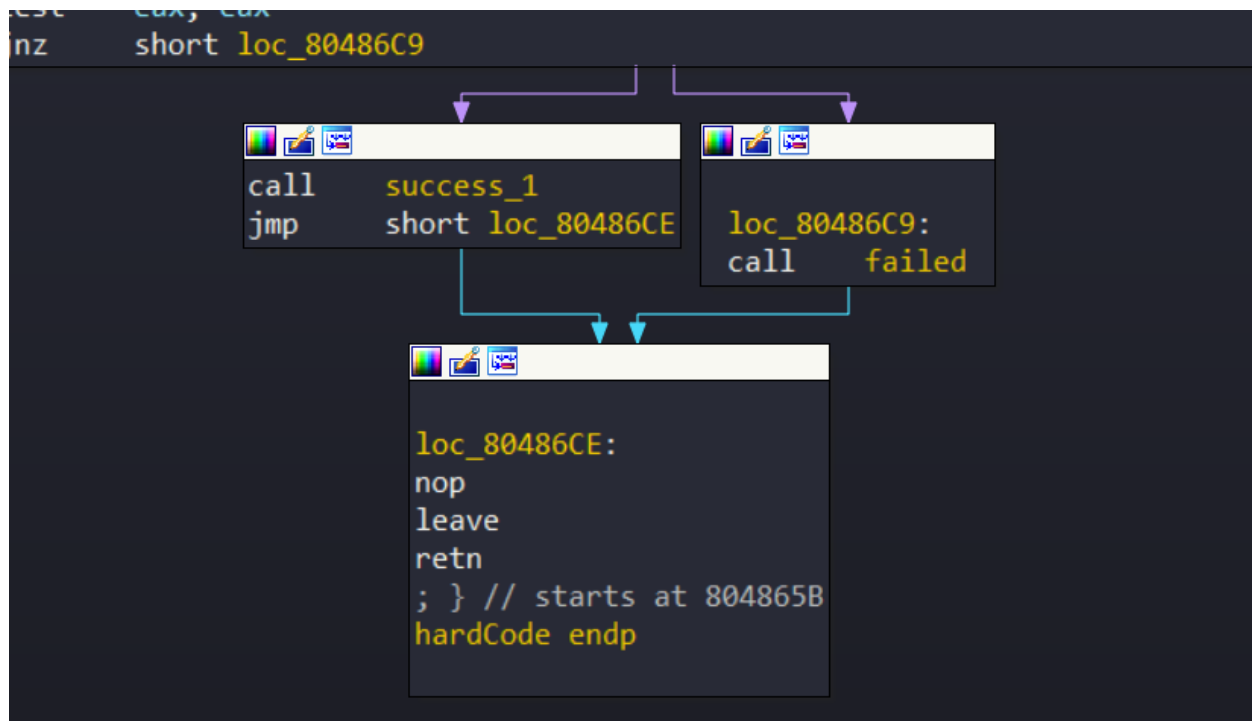 jnz short loc_80486C9
call success_1
jmp short loc_80486CE
loc_80486C9:
call failed
loc_80486CE:
nop
leave
retn
; } // starts at 804865B
hardCode endp